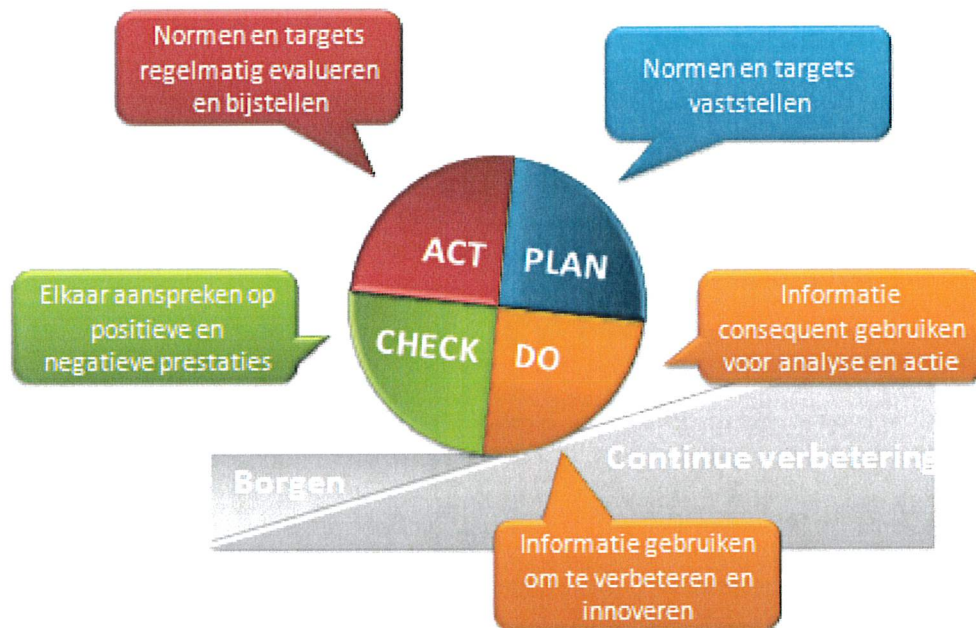 Normen en targets
regelmatig evalueren
en bijstellen
Normen en targets
vaststellen
ACT
PLAN
CHECK
DO
Elkaar aanspreken op
positieve en
negatieve prestaties
Informatie
consequent gebruiken
voor analyse en actie
Borgen
Continue verbetering
Informatie gebruiken
om te verbeteren en
innoveren